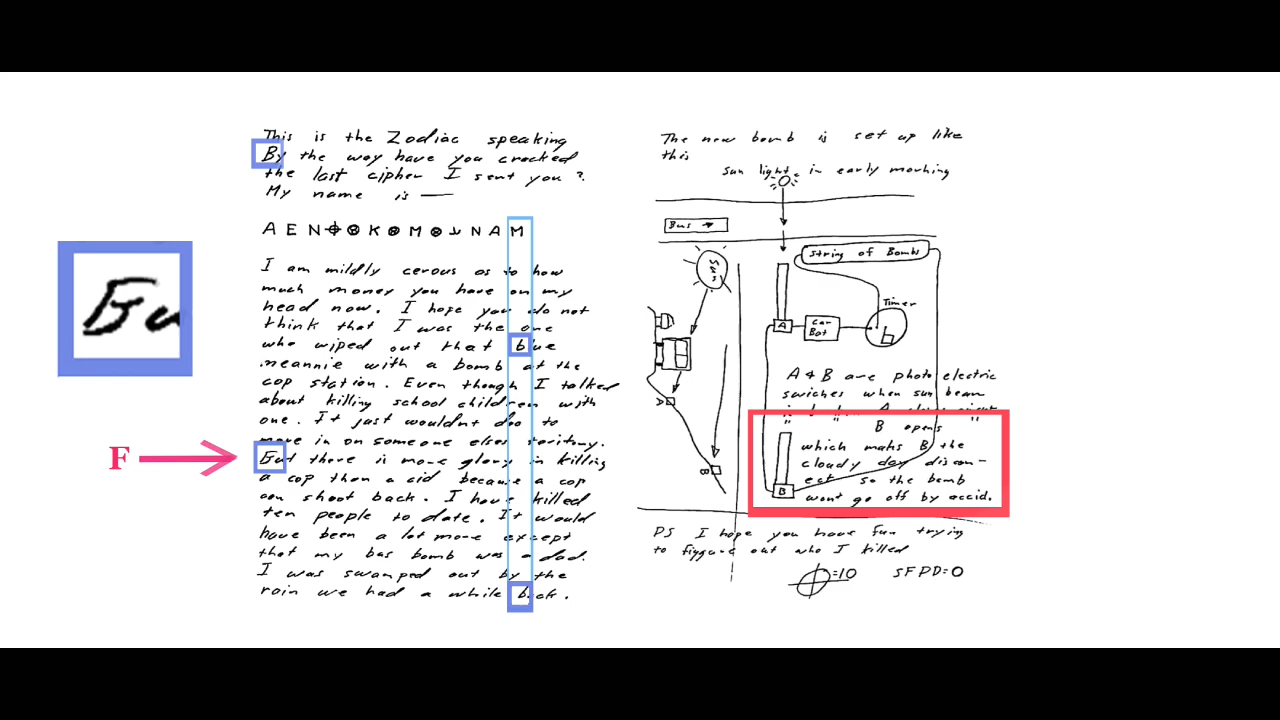 This is the Zodiac speaking
By the way have you cracked
the last cipher I sent you?
My name is —
A E N ⌖ ⊗ K ⊗ M ⊗ ⅄ N A M
I am mildly cerous as to how
much money you have on my
head now. I hope you do not
think that I was the one
who wiped out that blue
meannie with a bomb at the
cop station. Even though I talked
about killing school children with
one. It just wouldnt doo to
move in on someone elses teritory.
But there is more glory in killing
a cop than a cid because a cop
can shoot back. I have killed
ten people to date. It would
have been a lot more except
that my bas bomb was a dad.
I was swamped out by the
rain we had a while back.
Bu
F
The new bomb is set up like
this
sun light in early morning
Bus →
String of Bombs
Sun
Timer
A
Car
Bat
A & B are photo electric
swiches when sun beam
B opens
which mahs B the
cloudy day discon-
ect so the bomb
B
wont go off by accid.
A
B
PS I hope you have fun trying
to figgure out who I killed
⌖=10 SFPD=0